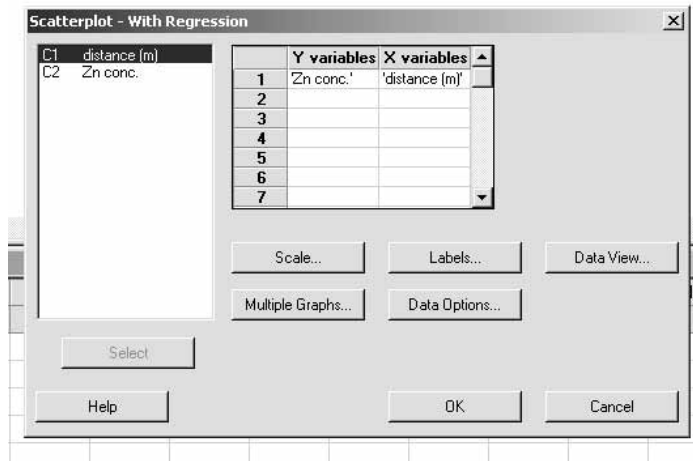 Scatterplot - With Regression
C1 distance (m)
C2 Zn conc.
Y variables X variables
1 'Zn conc.' 'distance (m)'
2
3
4
5
6
7
Scale... Labels... Data View...
Multiple Graphs... Data Options...
Select
Help OK Cancel